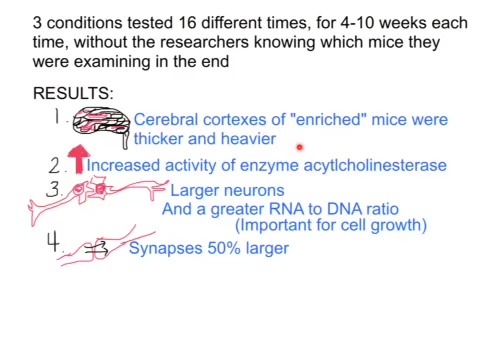 3 conditions tested 16 different times, for 4-10 weeks each
time, without the researchers knowing which mice they
were examining in the end
RESULTS:
1. Cerebral cortexes of "enriched" mice were
thicker and heavier
2. Increased activity of enzyme acytlcholinesterase
3. Larger neurons
And a greater RNA to DNA ratio
(Important for cell growth)
4. Synapses 50% larger